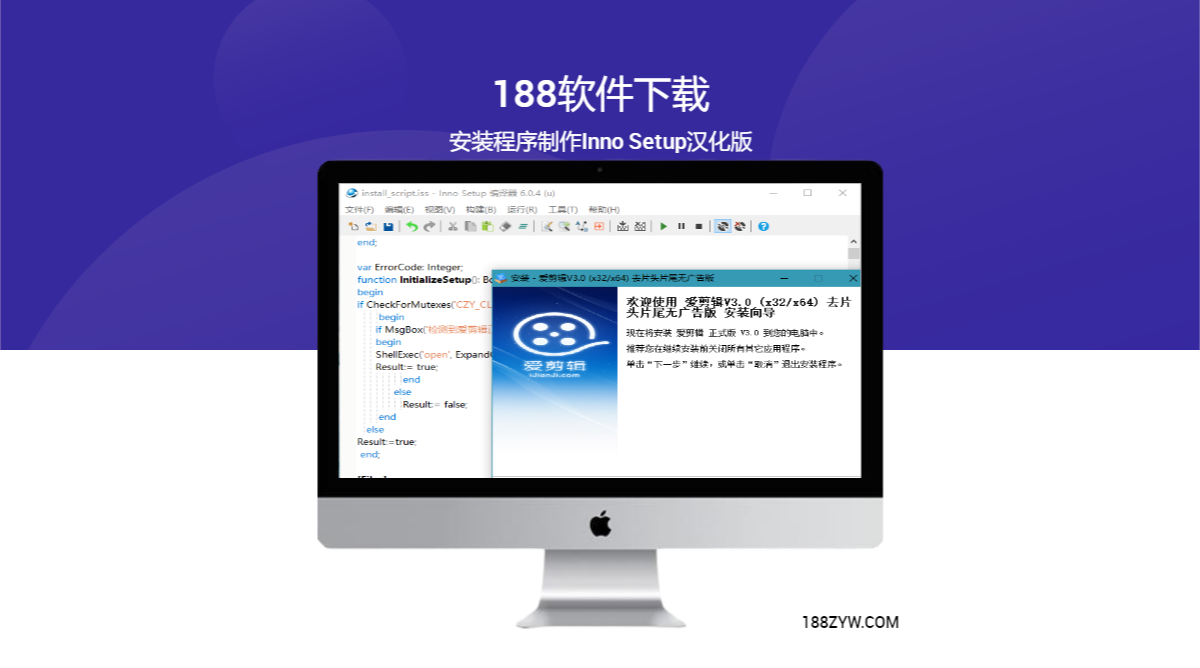 188软件下载
安装程序制作Inno Setup汉化版
install_script.iss - Inno Setup 编译器 6.0.4 (u)
文件(F) 编辑(E) 视图(V) 构建(B) 运行(R) 工具(T) 帮助(H)
end;
var ErrorCode: Integer;
function InitializeSetup(): Bo
begin
if CheckForMutexes('CZY_CL
begin
if MsgBox('检测到爱剪辑
begin
ShellExec('open', Expand
Result:= true;
end
else
Result:= false;
end
else
Result:=true;
end;
安装 - 爱剪辑V3.0 (x32/x64) 去片头片尾无广告版
爱剪辑
iJianJi.com
欢迎使用 爱剪辑V3.0 (x32/x64) 去片
头片尾无广告版 安装向导
现在将安装 爱剪辑 正式版 V3.0 到您的电脑中。
推荐您在继续安装前关闭所有其它应用程序。
单击“下一步”继续，或单击“取消”退出安装程序。
188ZYW.COM